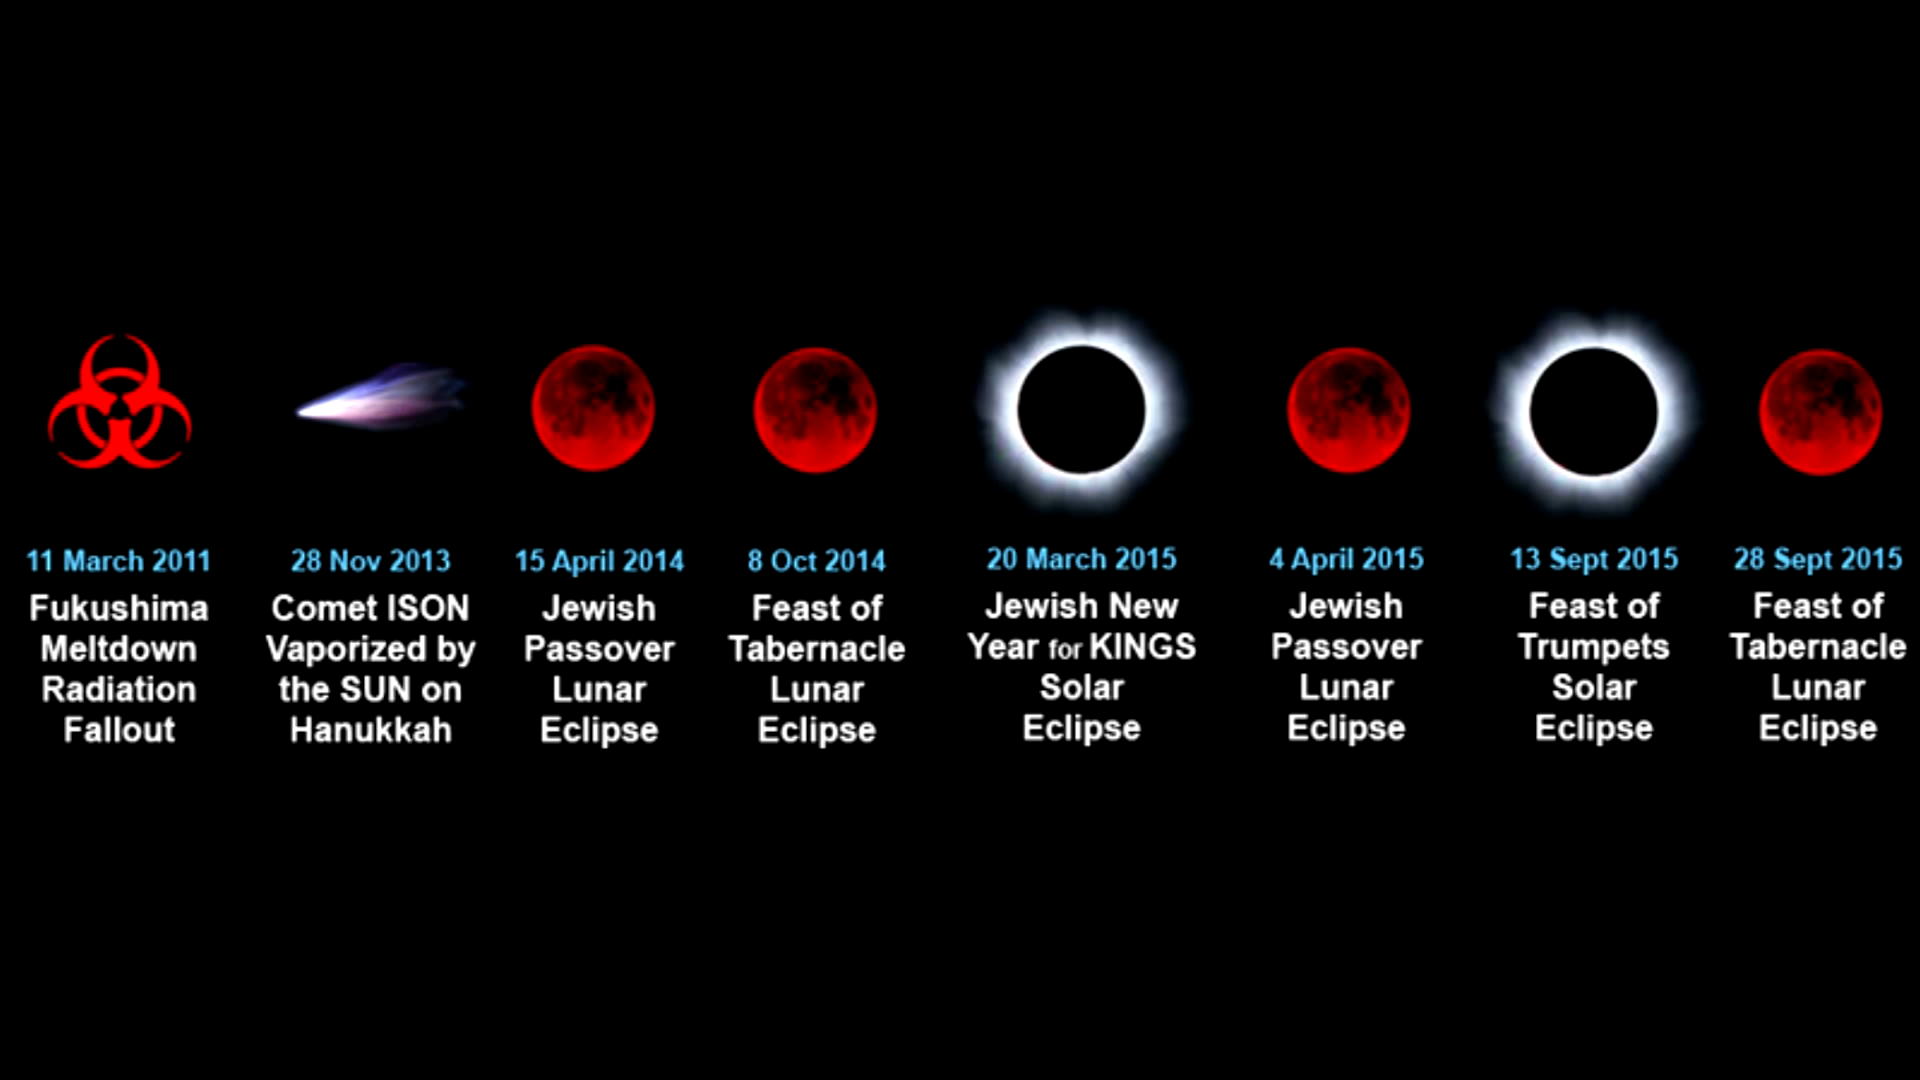 11 March 2011
Fukushima
Meltdown
Radiation
Fallout
28 Nov 2013
Comet ISON
Vaporized by
the SUN on
Hanukkah
15 April 2014
Jewish
Passover
Lunar
Eclipse
8 Oct 2014
Feast of
Tabernacle
Lunar
Eclipse
20 March 2015
Jewish New
Year for KINGS
Solar
Eclipse
4 April 2015
Jewish
Passover
Lunar
Eclipse
13 Sept 2015
Feast of
Trumpets
Solar
Eclipse
28 Sept 2015
Feast of
Tabernacle
Lunar
Eclipse